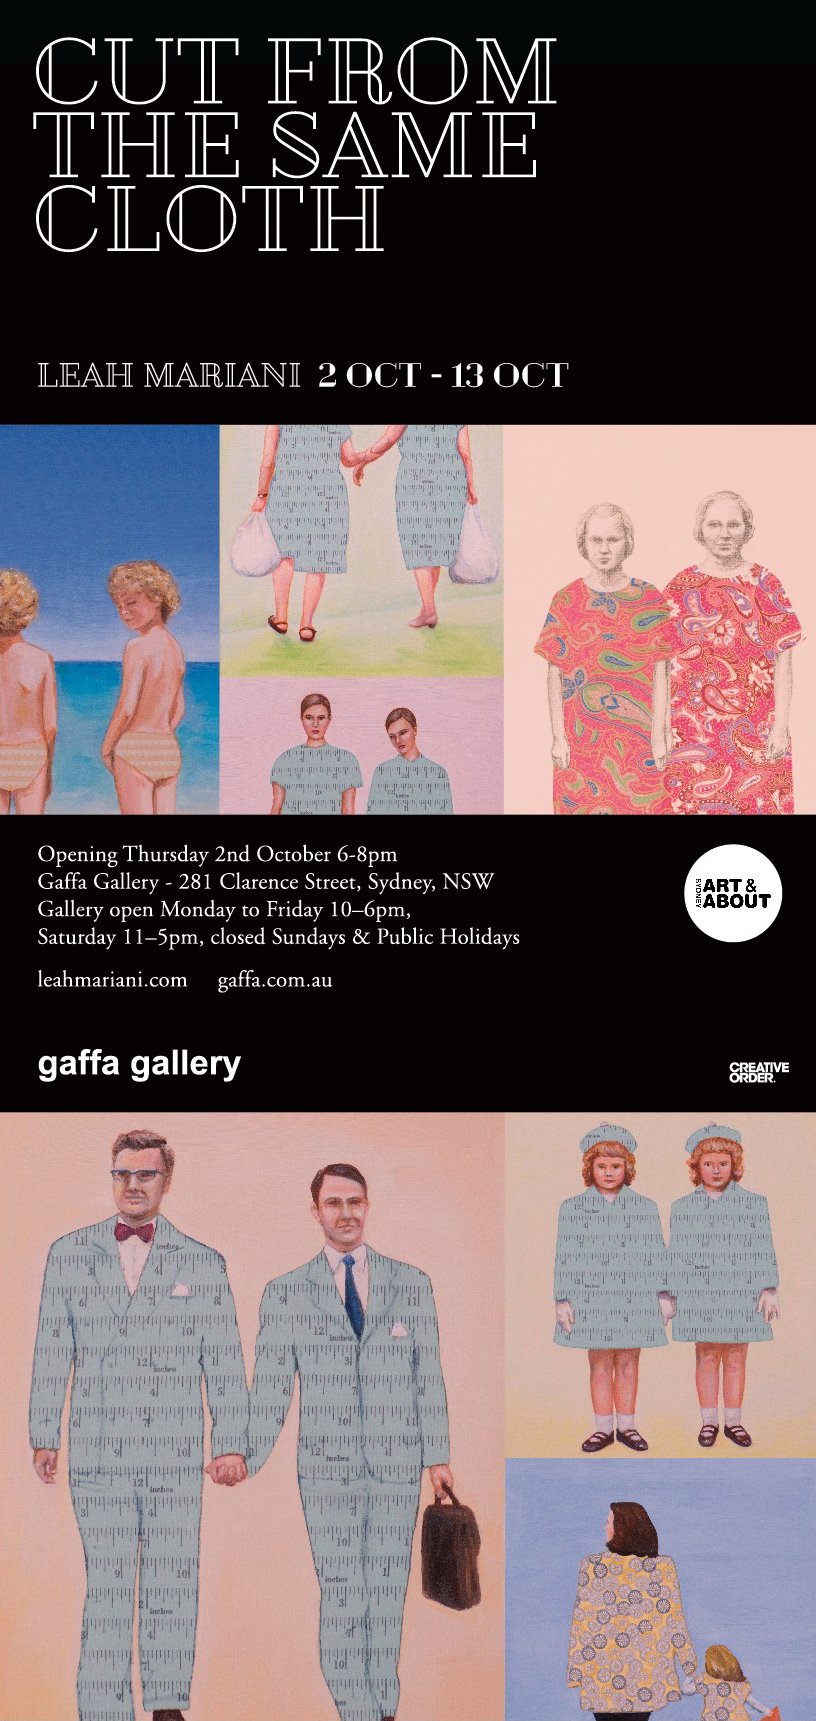 CUT FROM
THE SAME
CLOTH
LEAH MARIANI 2 OCT - 13 OCT
Opening Thursday 2nd October 6-8pm
Gaffa Gallery - 281 Clarence Street, Sydney, NSW
Gallery open Monday to Friday 10–6pm,
Saturday 11–5pm, closed Sundays & Public Holidays
leahmariani.com gaffa.com.au
SYDNEY
ART &
ABOUT
gaffa gallery
CREATIVE
ORDER.